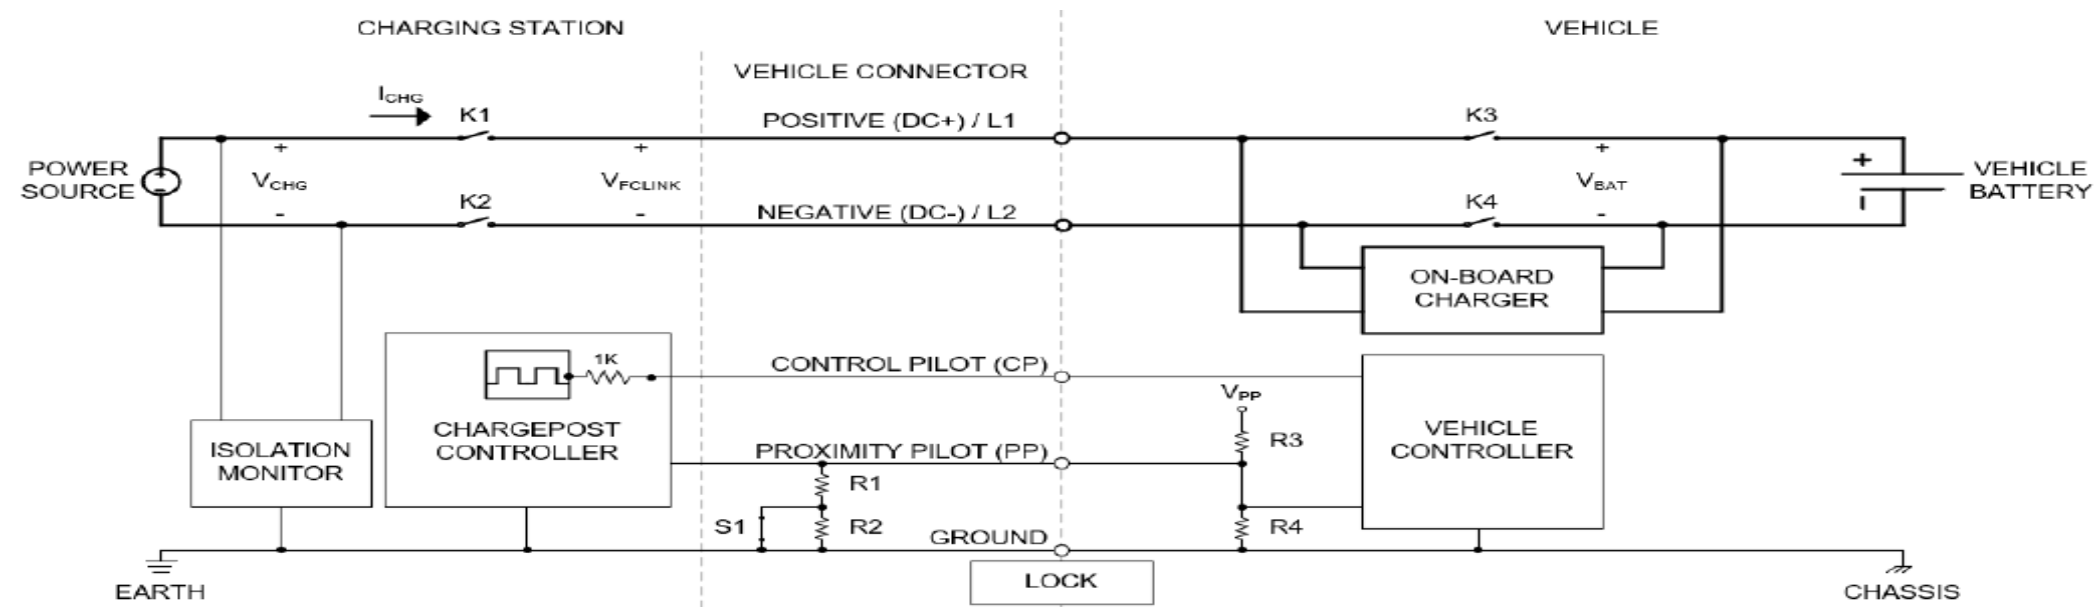 CHARGING STATION
VEHICLE
VEHICLE CONNECTOR
ICHG
K1
POSITIVE (DC+) / L1
K3
POWER
SOURCE
+
VCHG
-
+
VFCLINK
-
+
VBAT
-
+
-
VEHICLE
BATTERY
K2
NEGATIVE (DC-) / L2
K4
ON-BOARD
CHARGER
1K
CONTROL PILOT (CP)
VPP
CHARGEPOST
CONTROLLER
ISOLATION
MONITOR
PROXIMITY PILOT (PP)
R3
VEHICLE
CONTROLLER
R1
S1
R2
R4
GROUND
LOCK
EARTH
CHASSIS